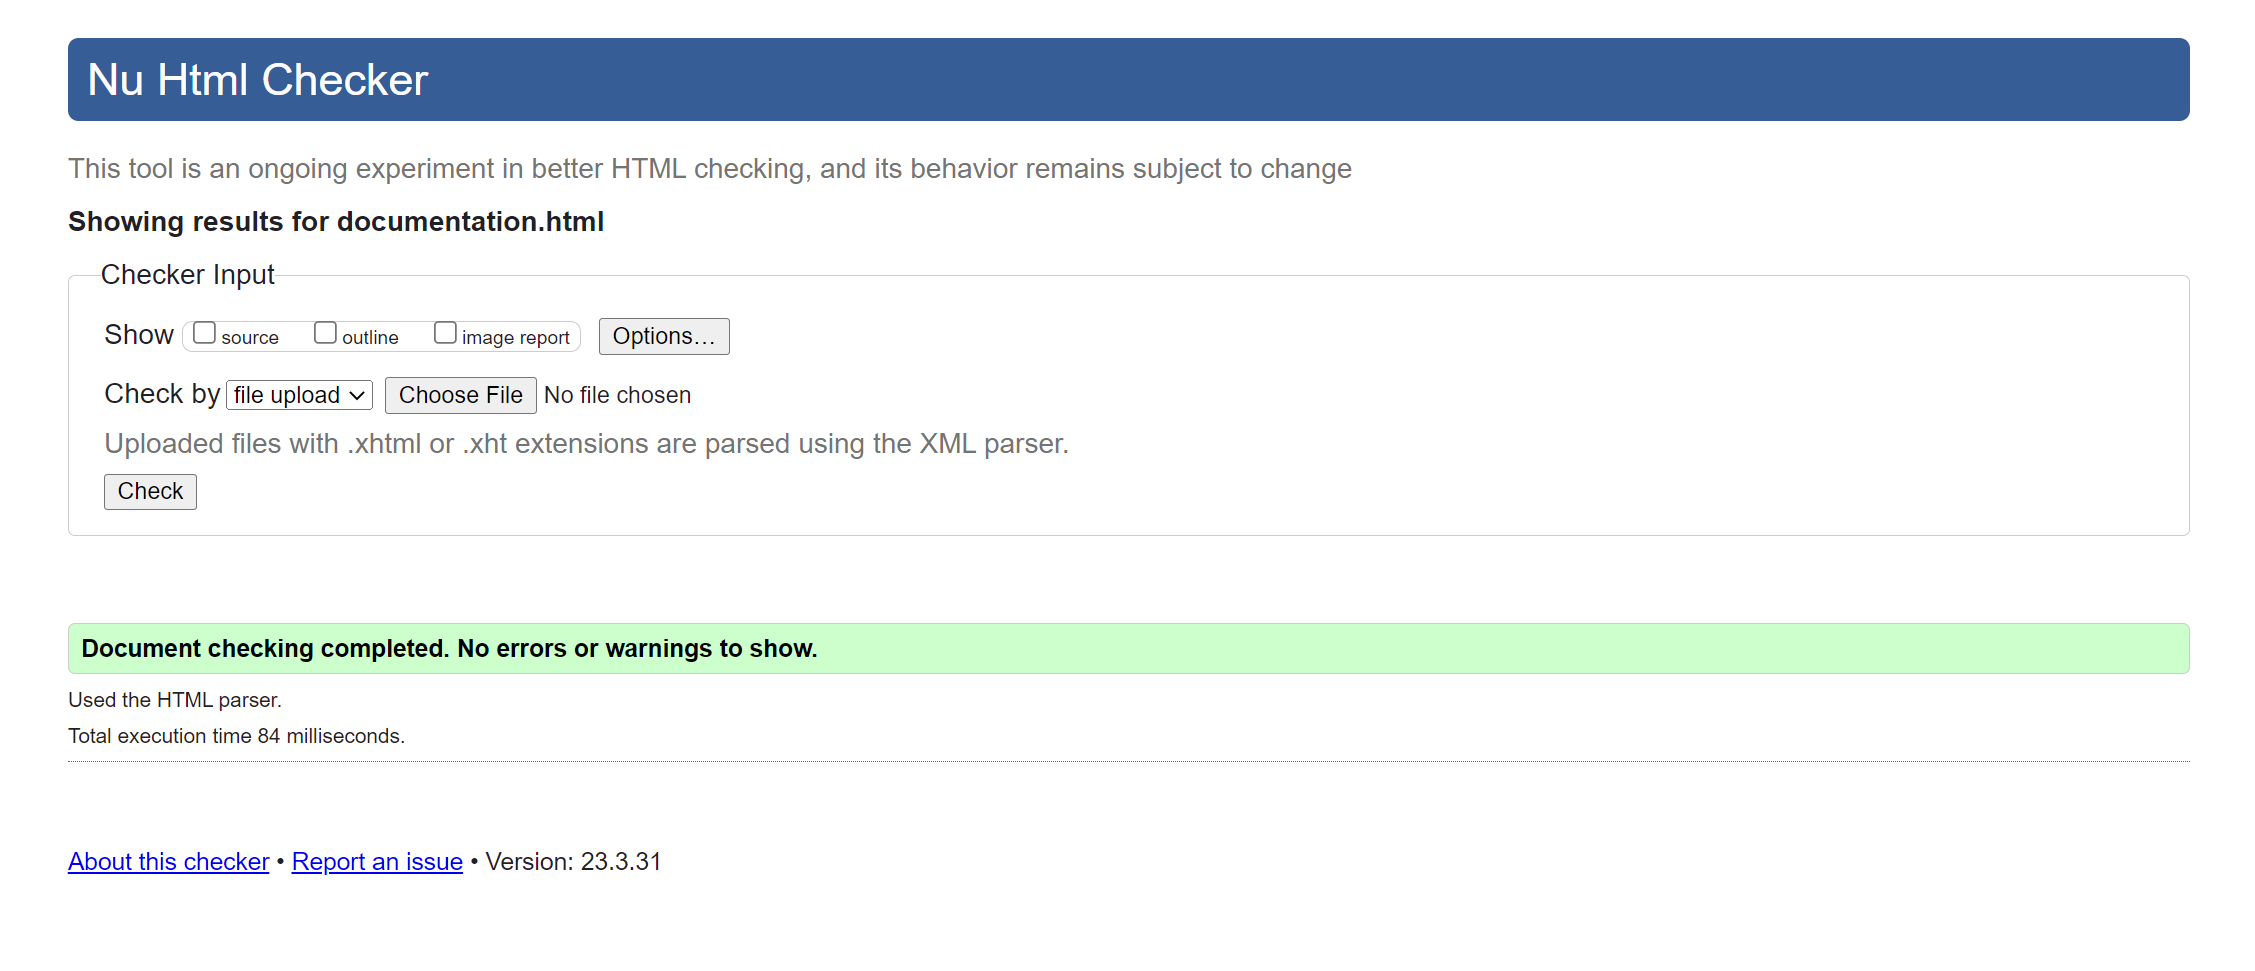 Nu Html Checker
This tool is an ongoing experiment in better HTML checking, and its behavior remains subject to change
Showing results for documentation.html
Checker Input
Show source outline image report Options...
Check by file upload Choose File No file chosen
Uploaded files with .xhtml or .xht extensions are parsed using the XML parser.
Check
Document checking completed. No errors or warnings to show.
Used the HTML parser.
Total execution time 84 milliseconds.
About this checker • Report an issue • Version: 23.3.31